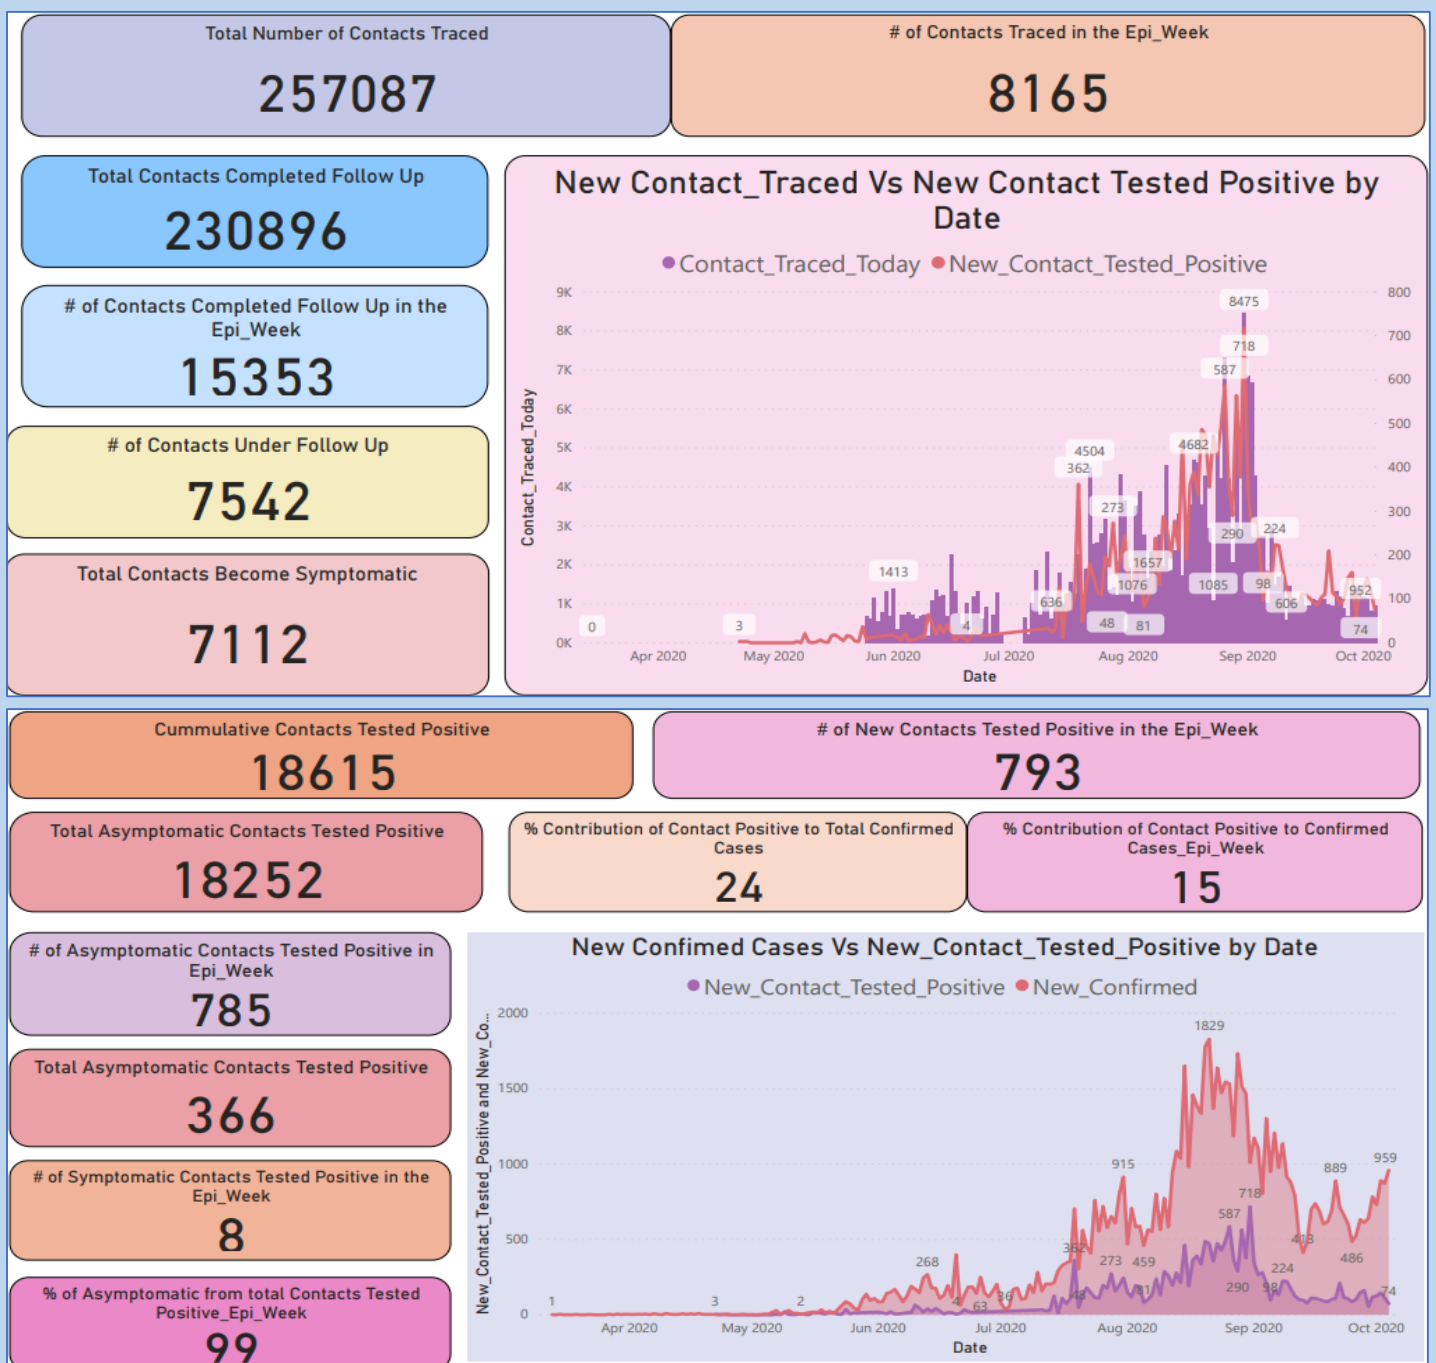 Total Number of Contacts Traced
257087
# of Contacts Traced in the Epi_Week
8165
Total Contacts Completed Follow Up
230896
# of Contacts Completed Follow Up in the
Epi_Week
15353
# of Contacts Under Follow Up
7542
Total Contacts Become Symptomatic
7112
New Contact_Traced Vs New Contact Tested Positive by
Date
Contact_Traced_Today New_Contact_Tested_Positive
Contact_Traced_Today
9K
8K
7K
6K
5K
4K
3K
2K
1K
0K
800
700
600
500
400
300
200
100
0
8475
718
587
4682
4504
362
273
290
224
1657
1413
1076
1085
98
952
636
606
0
3
4
48
81
74
Apr 2020 May 2020 Jun 2020 Jul 2020 Aug 2020 Sep 2020 Oct 2020
Date
Cummulative Contacts Tested Positive
18615
# of New Contacts Tested Positive in the Epi_Week
793
Total Asymptomatic Contacts Tested Positive
18252
% Contribution of Contact Positive to Total Confirmed
Cases
24
% Contribution of Contact Positive to Confirmed
Cases_Epi_Week
15
# of Asymptomatic Contacts Tested Positive in
Epi_Week
785
Total Asymptomatic Contacts Tested Positive
366
# of Symptomatic Contacts Tested Positive in the
Epi_Week
8
% of Asymptomatic from total Contacts Tested
Positive_Epi_Week
99
New Confimed Cases Vs New_Contact_Tested_Positive by Date
New_Contact_Tested_Positive New_Confirmed
New_Contact_Tested_Positive and New_Co...
2000
1500
1000
500
0
1829
915
959
889
718
587
413
362
273
459
486
268
224
290
98
1
3
2
4
63
36
48
81
74
Apr 2020 May 2020 Jun 2020 Jul 2020 Aug 2020 Sep 2020 Oct 2020
Date